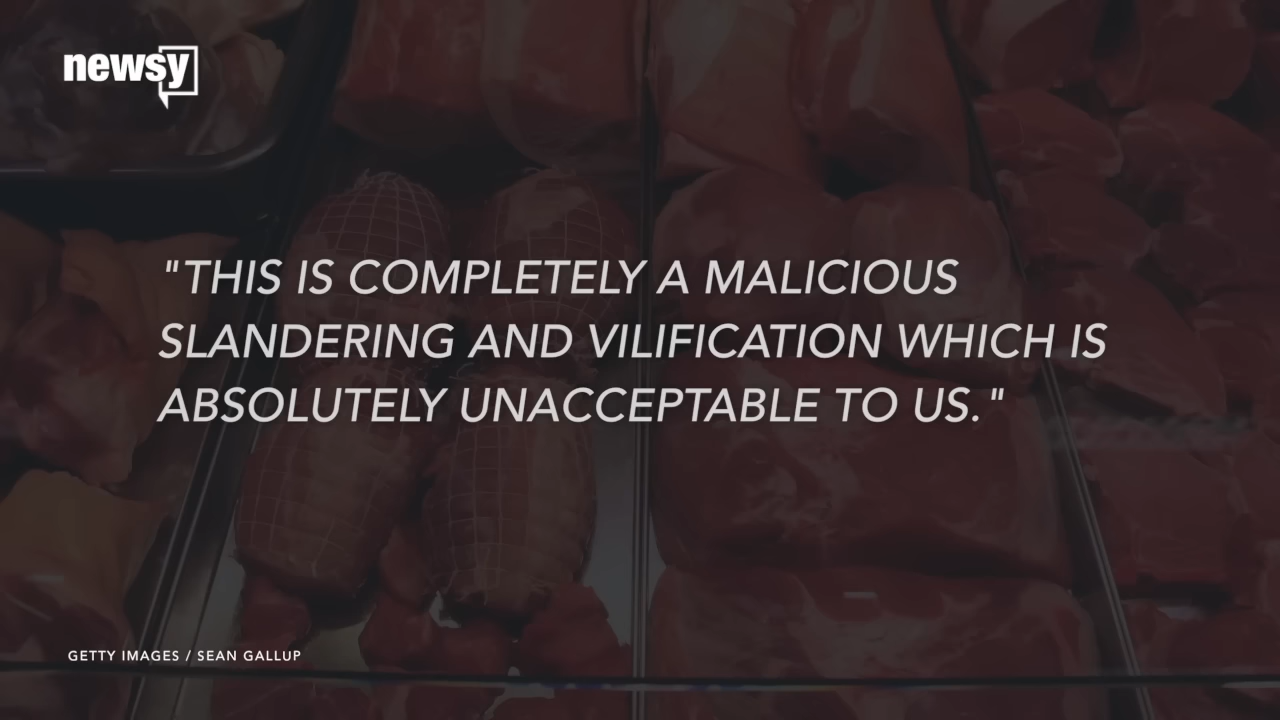 newsy
"THIS IS COMPLETELY A MALICIOUS
SLANDERING AND VILIFICATION WHICH IS
ABSOLUTELY UNACCEPTABLE TO US."
GETTY IMAGES / SEAN GALLUP